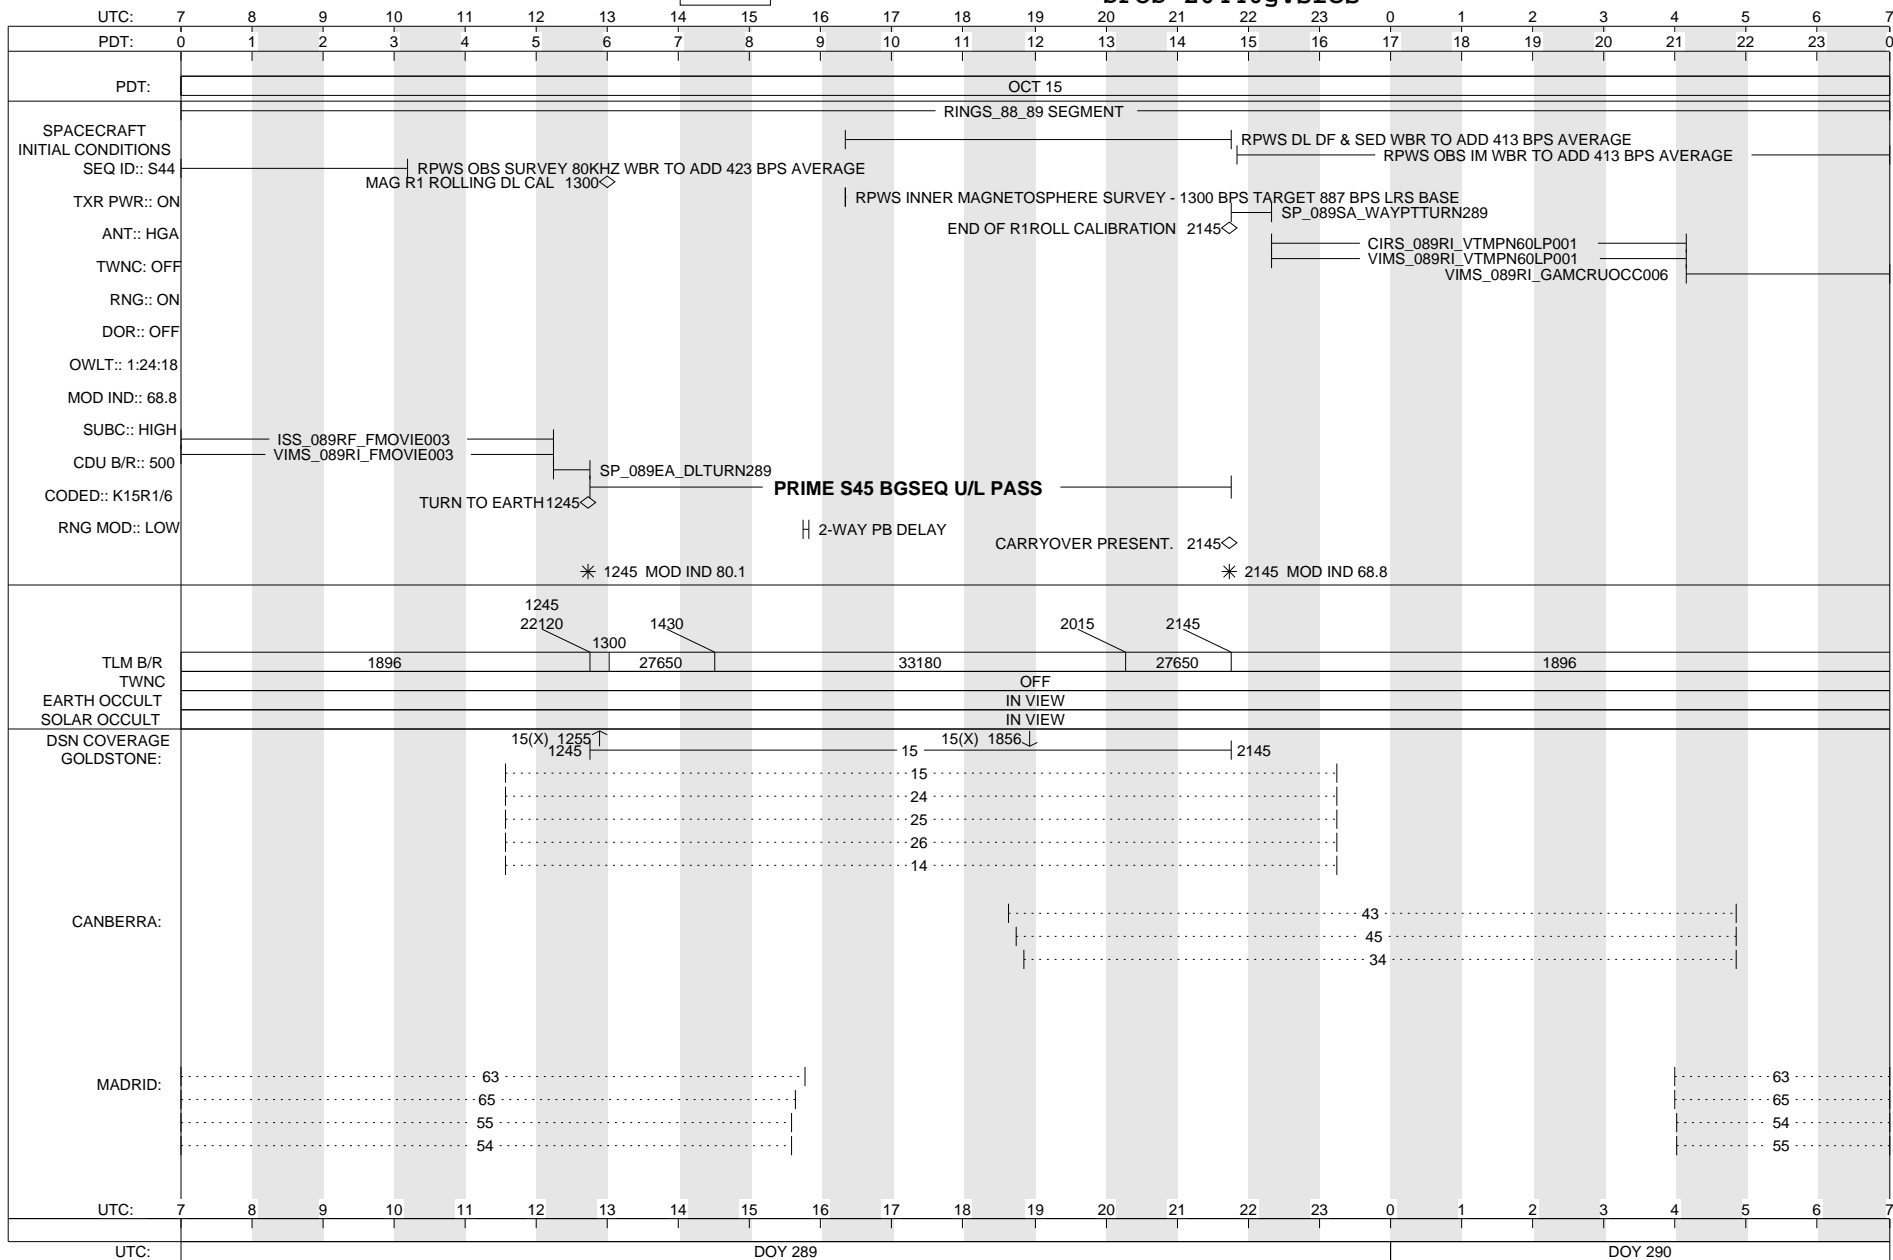 UTC: 7 8 9 10 11 12 13 14 15 16 17 18 19 20 21 22 23 0 1 2 3 4 5 6 7
PDT: 0 1 2 3 4 5 6 7 8 9 10 11 12 13 14 15 16 17 18 19 20 21 22 23 0
PDT: OCT 15
RINGS_88_89 SEGMENT
SPACECRAFT
INITIAL CONDITIONS
RPWS DL DF & SED WBR TO ADD 413 BPS AVERAGE
RPWS OBS IM WBR TO ADD 413 BPS AVERAGE
SEQ ID:: S44
RPWS OBS SURVEY 80KHZ WBR TO ADD 423 BPS AVERAGE
MAG R1 ROLLING DL CAL 1300
TXR PWR:: ON
RPWS INNER MAGNETOSPHERE SURVEY - 1300 BPS TARGET 887 BPS LRS BASE
SP_089SA_WAYPTTURN289
END OF R1ROLL CALIBRATION 2145
ANT:: HGA
CIRS_089RI_VTMPN60LP001
VIMS_089RI_VTMPN60LP001
TWNC: OFF
VIMS_089RI_GAMCRUOCC006
RNG:: ON
DOR:: OFF
OWLT:: 1:24:18
MOD IND:: 68.8
SUBC:: HIGH
ISS_089RF_FMOVIE003
VIMS_089RI_FMOVIE003
CDU B/R:: 500
SP_089EA_DLTURN289
PRIME S45 BGSEQ U/L PASS
CODED:: K15R1/6
TURN TO EARTH 1245
RNG MOD:: LOW
2-WAY PB DELAY
CARRYOVER PRESENT. 2145
1245 MOD IND 80.1
2145 MOD IND 68.8
1245
22120 1430 2015 2145
1300
TLM B/R 1896 27650 33180 27650 1896
TWNC OFF
EARTH OCCULT IN VIEW
SOLAR OCCULT IN VIEW
DSN COVERAGE
15(X) 1255 15(X) 1856
GOLDSTONE: 1245 15 2145
15
24
25
26
14
CANBERRA: 43
45
34
MADRID: 63 63
65 65
55 54
54 55
UTC: 7 8 9 10 11 12 13 14 15 16 17 18 19 20 21 22 23 0 1 2 3 4 5 6 7
UTC: DOY 289 DOY 290